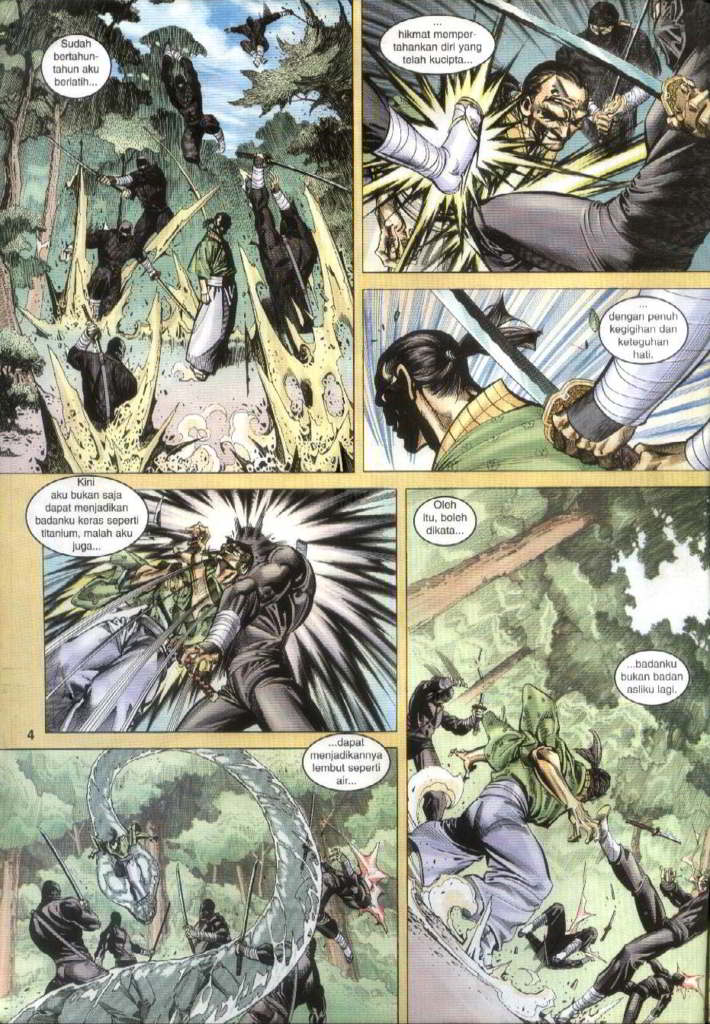 Sudah
bertahun-
tahun aku
berlatih...
...
hikmat memper-
tahankan diri yang
telah kucipta...
...
dengan penuh
kegigihan dan
keteguhan
hati.
Kini
aku bukan saja
dapat menjadikan
badanku keras seperti
titanium, malah aku
juga...
...dapat
menjadikannya
lembut seperti
air...
Oleh
itu, boleh
dikata...
...badanku
bukan badan
asliku lagi.
4